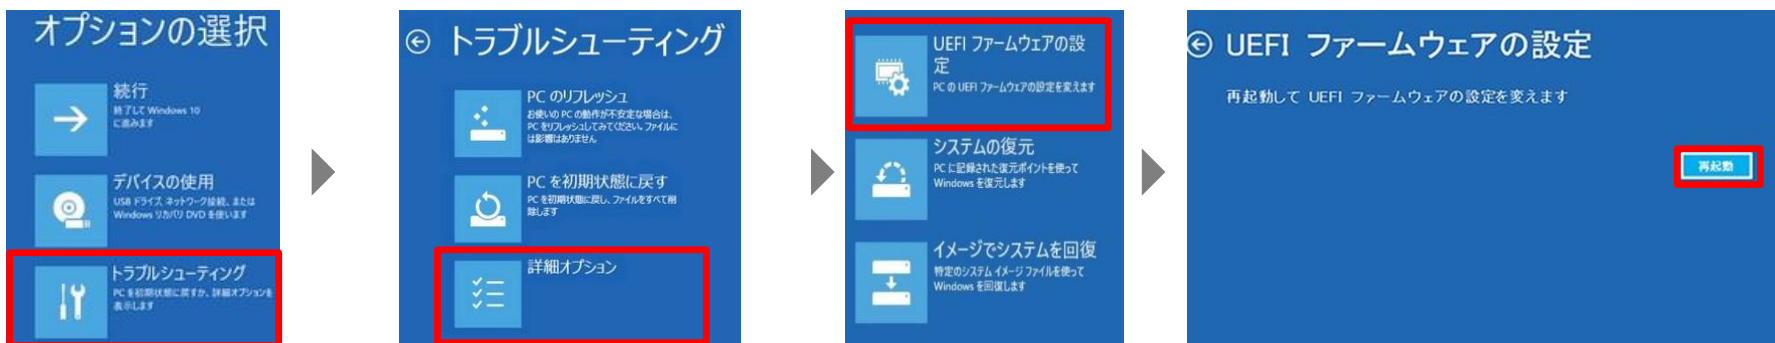 オプションの選択
続行
終了して Windows 10
に進みます
デバイスの使用
USB ドライブ、ネットワーク接続、または
Windows リカバリ DVD を使います
トラブルシューティング
PC を初期状態に戻すか、詳細オプションを
表示します
トラブルシューティング
PC のリフレッシュ
お使いの PC の動作が不安定な場合は、
PC をリフレッシュしてみてください。ファイルに
は影響はありません
PC を初期状態に戻す
PC を初期状態に戻し、ファイルをすべて削
除します
詳細オプション
UEFI ファームウェアの設
定
PC の UEFI ファームウェアの設定を変えます
システムの復元
PC に記録された復元ポイントを使って
Windows を復元します
イメージでシステムを回復
特定のシステム イメージ ファイルを使って
Windows を回復します
UEFI ファームウェアの設定
再起動して UEFI ファームウェアの設定を変えます
再起動